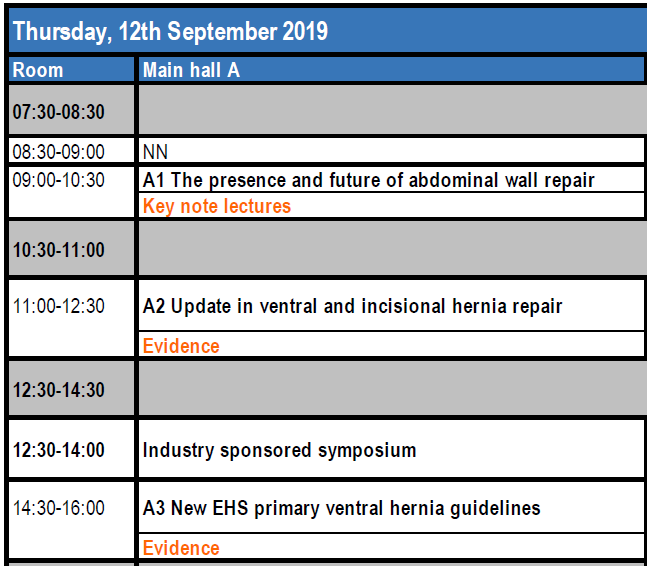 Thursday, 12th September 2019
Room Main hall A
07:30-08:30
08:30-09:00 NN
09:00-10:30 A1 The presence and future of abdominal wall repair
Key note lectures
10:30-11:00
11:00-12:30 A2 Update in ventral and incisional hernia repair
Evidence
12:30-14:30
12:30-14:00 Industry sponsored symposium
14:30-16:00 A3 New EHS primary ventral hernia guidelines
Evidence